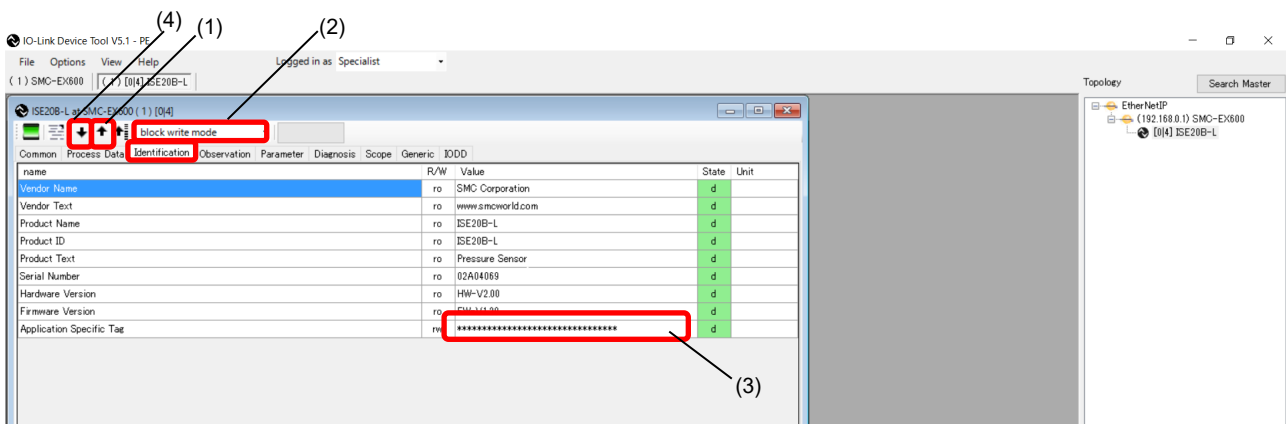 (4) (1) (2)
IO-Link Device Tool V5.1 - PE
File Options View Help Logged in as Specialist
( 1 ) SMC-EX600 ( 1 ) [0|4] ISE20B-L
Topology Search Master
ISE20B-L at SMC-EX600 ( 1 ) [0|4]
EtherNetIP
(192.168.0.1) SMC-EX600
[0|4] ISE20B-L
block write mode
Common Process Data Identification Observation Parameter Diagnosis Scope Generic IODD
name R/W Value State Unit
Vendor Name ro SMC Corporation d
Vendor Text ro www.smcworld.com d
Product Name ro ISE20B-L d
Product ID ro ISE20B-L d
Product Text ro Pressure Sensor d
Serial Number ro 02A04069 d
Hardware Version ro HW-V2.00 d
Firmware Version ro d
Application Specific Tag rw ******************************** d
(3)